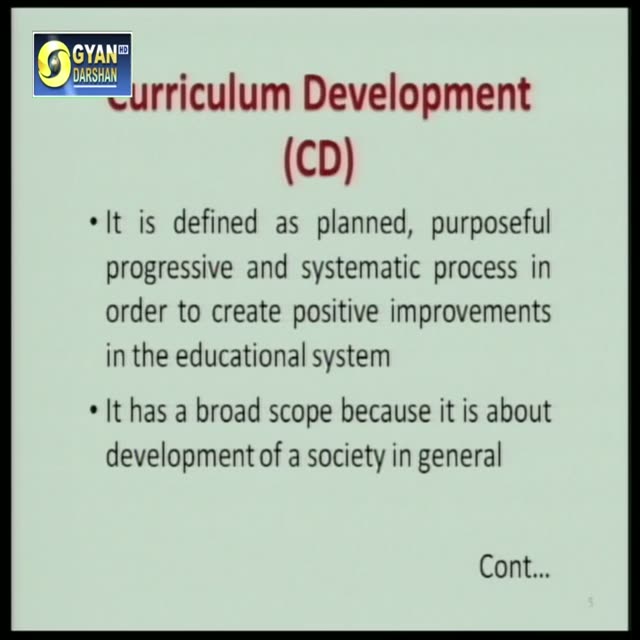 GYAN HD
DARSHAN
Curriculum Development
(CD)
• It is defined as planned, purposeful
progressive and systematic process in
order to create positive improvements
in the educational system
• It has a broad scope because it is about
development of a society in general
Cont...
5